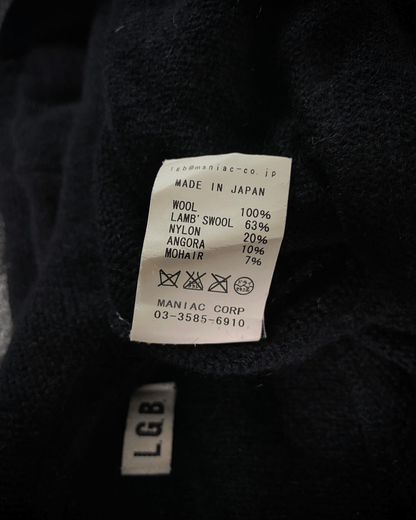 lgb@maniac-co.jp
MADE IN JAPAN
WOOL 100%
LAMB'SWOOL 63%
NYLON 20%
ANGORA 10%
MOHAIR 7%
MANIAC CORP
03-3585-6910
LGB